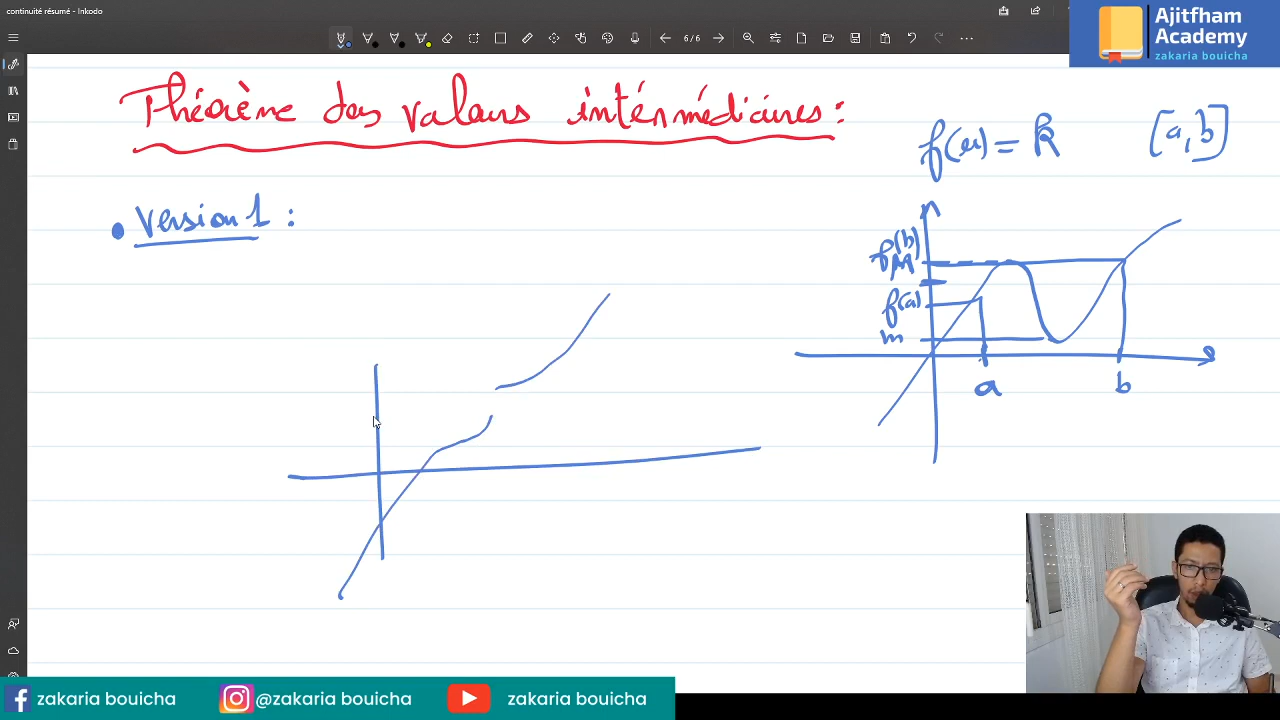 continuité résumé - Inkodo
6/6
Ajitfham
Academy
zakaria bouicha
Théorème des valeurs intérmédiaires :
f(x) = k [a,b]
• Version 1 :
f(b)
M
f(a)
m
a b
zakaria bouicha @zakaria bouicha zakaria bouicha